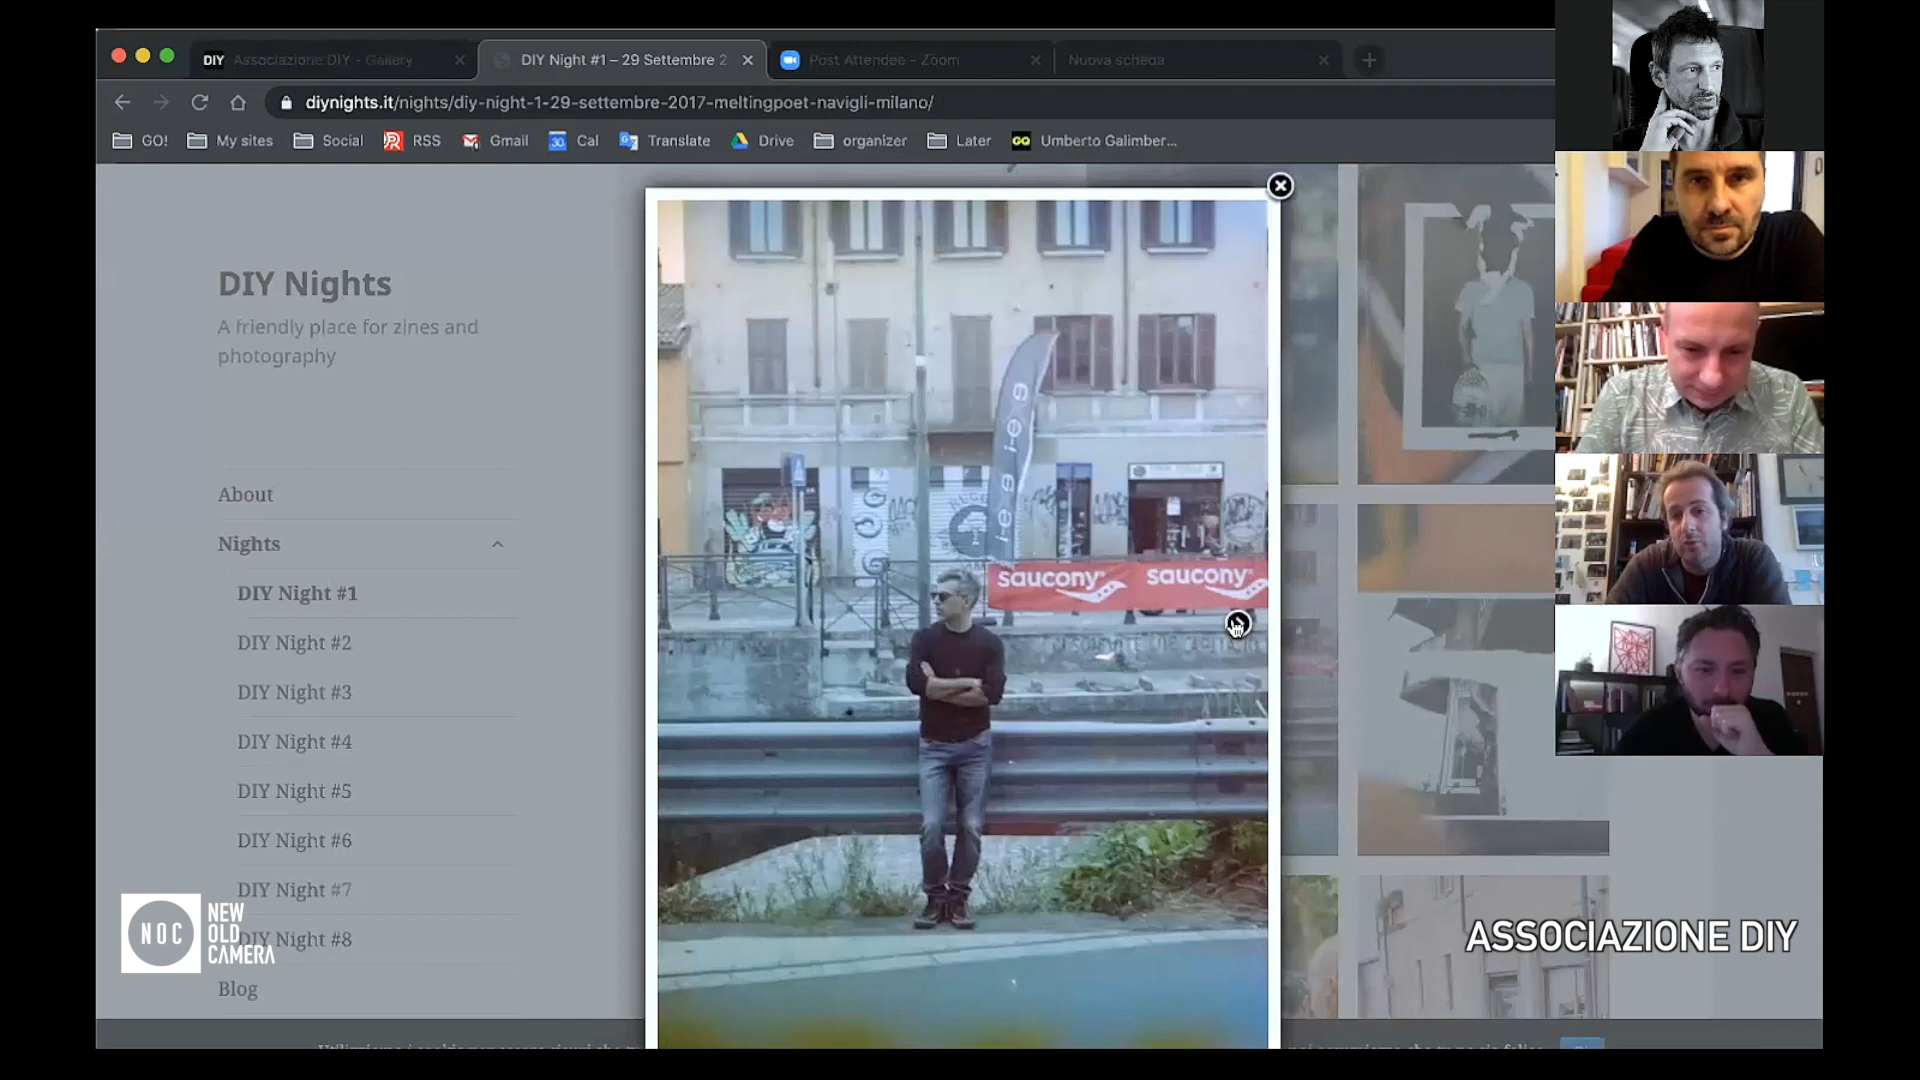 DIY Associazione DIY - Gallery
DIY Night #1 – 29 Settembre 2
Post Attendee - Zoom
Nuova scheda
diynights.it/nights/diy-night-1-29-settembre-2017-meltingpoet-navigli-milano/
GO!
My sites
Social
RSS
Gmail
30 Cal
Translate
Drive
organizer
Later
GQ Umberto Galimber...
DIY Nights
A friendly place for zines and
photography
About
Nights
DIY Night #1
DIY Night #2
DIY Night #3
DIY Night #4
DIY Night #5
DIY Night #6
DIY Night #7
DIY Night #8
Blog
saucony saucony
NOC
NEW
OLD
CAMERA
ASSOCIAZIONE DIY